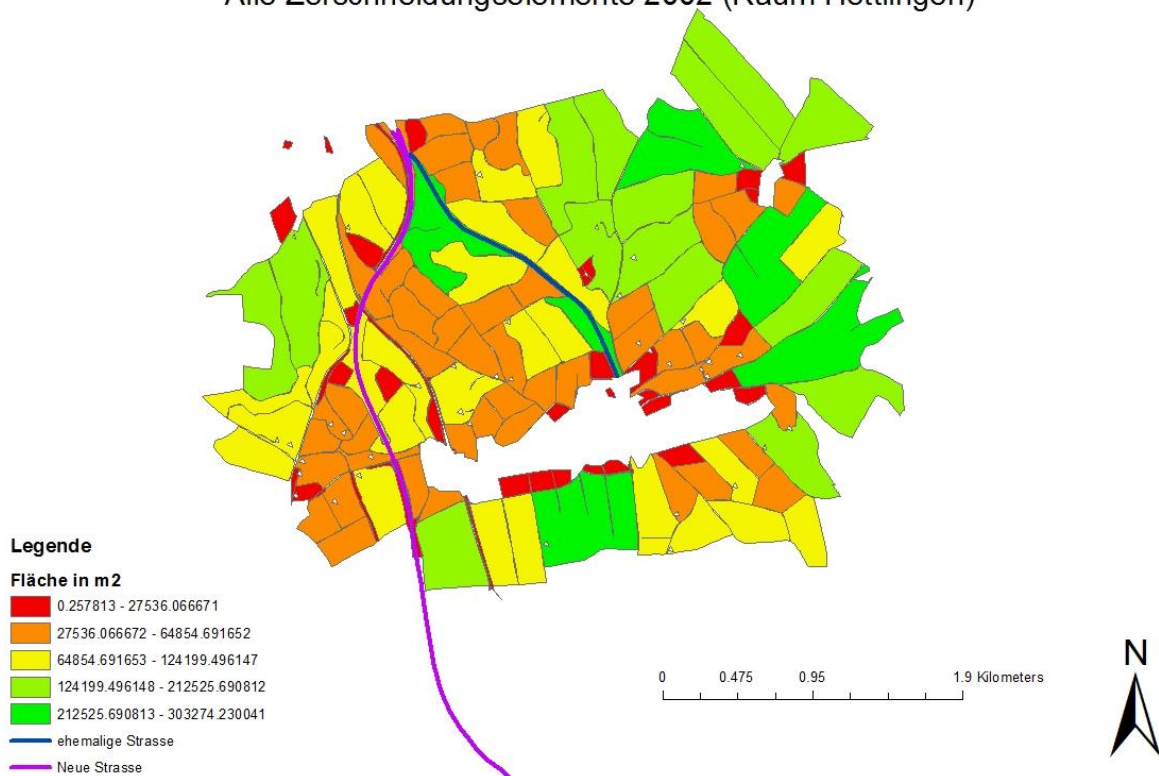 Alle Zerschneidungselemente 2002 (Raum Hettlingen)
Legende
Fläche in m2
0.257813 - 27536.066671
27536.066672 - 64854.691652
64854.691653 - 124199.496147
124199.496148 - 212525.690812
212525.690813 - 303274.230041
ehemalige Strasse
Neue Strasse
0 0.475 0.95 1.9 Kilometers
N